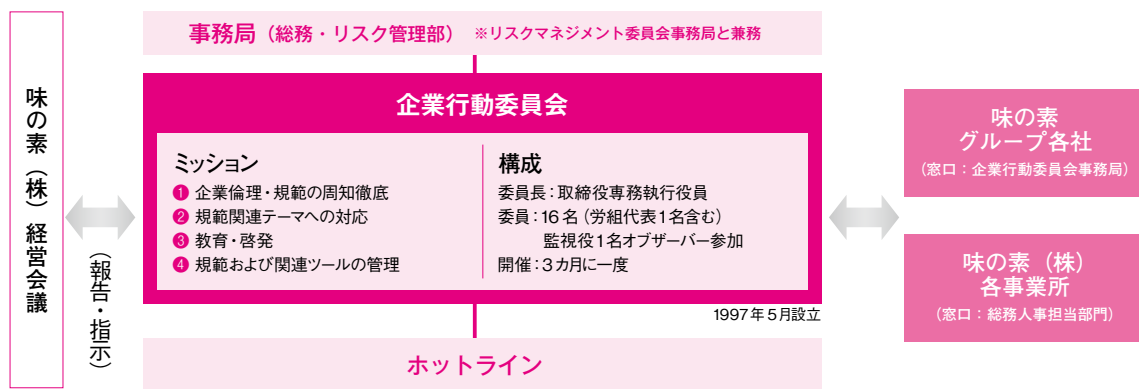 事務局（総務・リスク管理部） ※リスクマネジメント委員会事務局と兼務
味の素（株）経営会議
（報告・指示）
企業行動委員会
ミッション
❶ 企業倫理・規範の周知徹底
❷ 規範関連テーマへの対応
❸ 教育・啓発
❹ 規範および関連ツールの管理
構成
委員長：取締役専務執行役員
委員：16名（労組代表1名含む）
監視役1名オブザーバー参加
開催：3カ月に一度
1997年5月設立
ホットライン
味の素
グループ各社
（窓口：企業行動委員会事務局）
味の素（株）
各事業所
（窓口：総務人事担当部門）